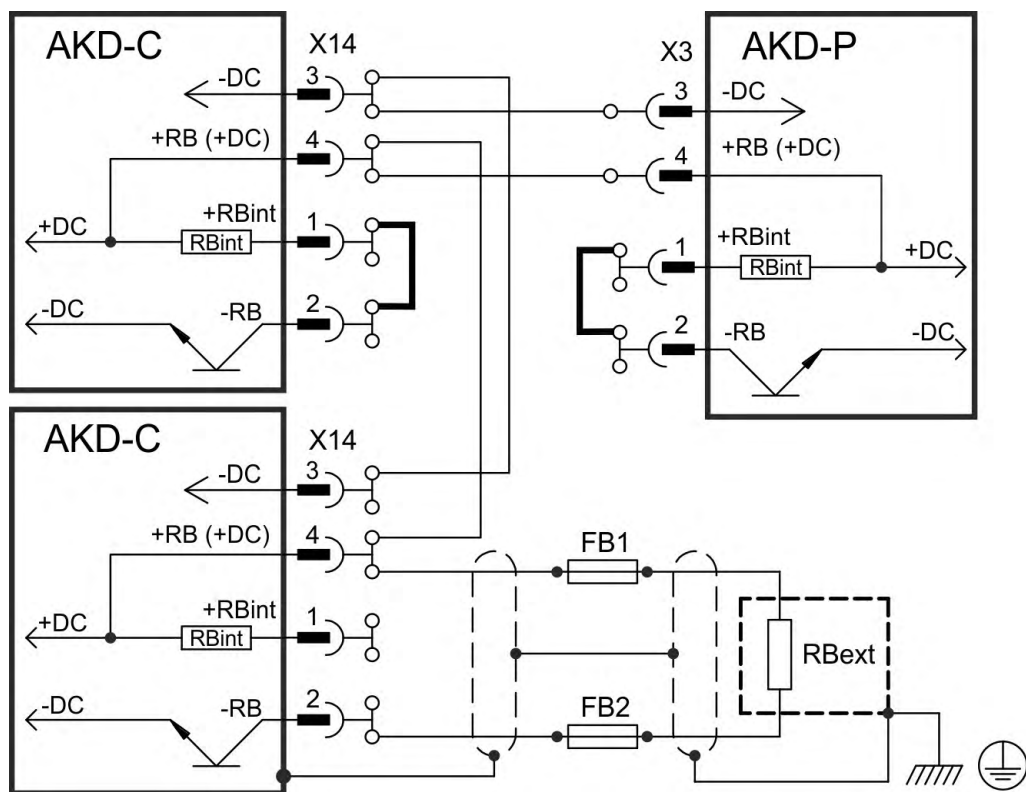 AKD-C
X14
-DC
3
+RB (+DC)
4
+RBint
1
+DC
RBint
-DC
-RB
2
X3
AKD-P
3
-DC
4
+RB (+DC)
1
+RBint
RBint
+DC
2
-RB
-DC
AKD-C
X14
-DC
3
+RB (+DC)
4
+RBint
1
+DC
RBint
-DC
-RB
2
FB1
RBext
FB2